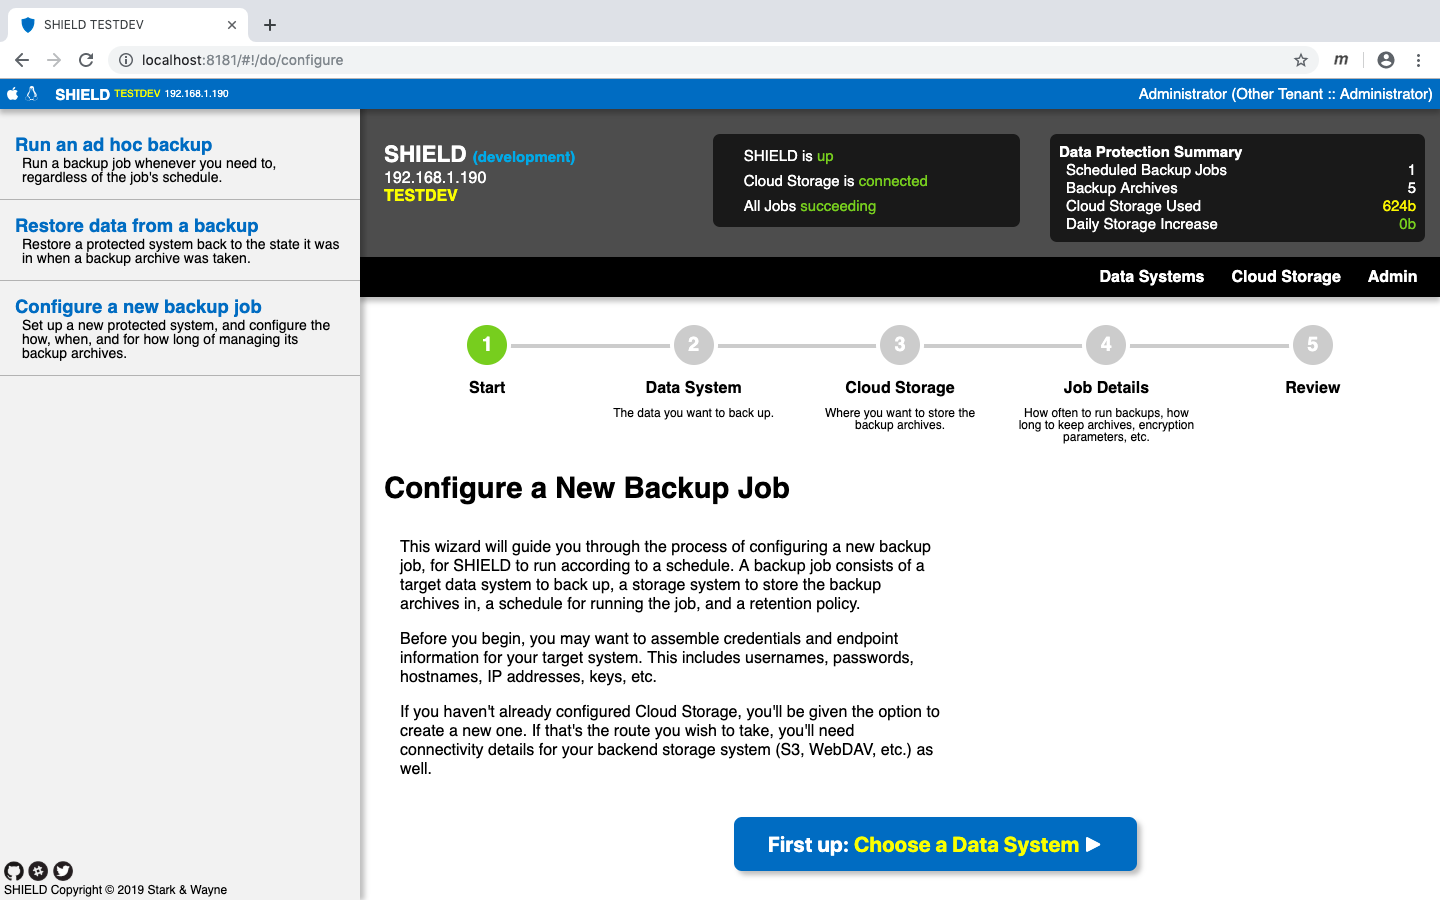 SHIELD TESTDEV
localhost:8181/#!/do/configure
m
SHIELD TESTDEV 192.168.1.190
Administrator (Other Tenant :: Administrator)
Run an ad hoc backup
Run a backup job whenever you need to,
regardless of the job's schedule.
Restore data from a backup
Restore a protected system back to the state it was
in when a backup archive was taken.
Configure a new backup job
Set up a new protected system, and configure the
how, when, and for how long of managing its
backup archives.
SHIELD Copyright © 2019 Stark & Wayne
SHIELD (development)
192.168.1.190
TESTDEV
SHIELD is up
Cloud Storage is connected
All Jobs succeeding
Data Protection Summary
Scheduled Backup Jobs 1
Backup Archives 5
Cloud Storage Used 624b
Daily Storage Increase 0b
Data Systems Cloud Storage Admin
1 2 3 4 5
Start
Data System
The data you want to back up.
Cloud Storage
Where you want to store the
backup archives.
Job Details
How often to run backups, how
long to keep archives, encryption
parameters, etc.
Review
Configure a New Backup Job
This wizard will guide you through the process of configuring a new backup
job, for SHIELD to run according to a schedule. A backup job consists of a
target data system to back up, a storage system to store the backup
archives in, a schedule for running the job, and a retention policy.
Before you begin, you may want to assemble credentials and endpoint
information for your target system. This includes usernames, passwords,
hostnames, IP addresses, keys, etc.
If you haven't already configured Cloud Storage, you'll be given the option to
create a new one. If that's the route you wish to take, you'll need
connectivity details for your backend storage system (S3, WebDAV, etc.) as
well.
First up: Choose a Data System